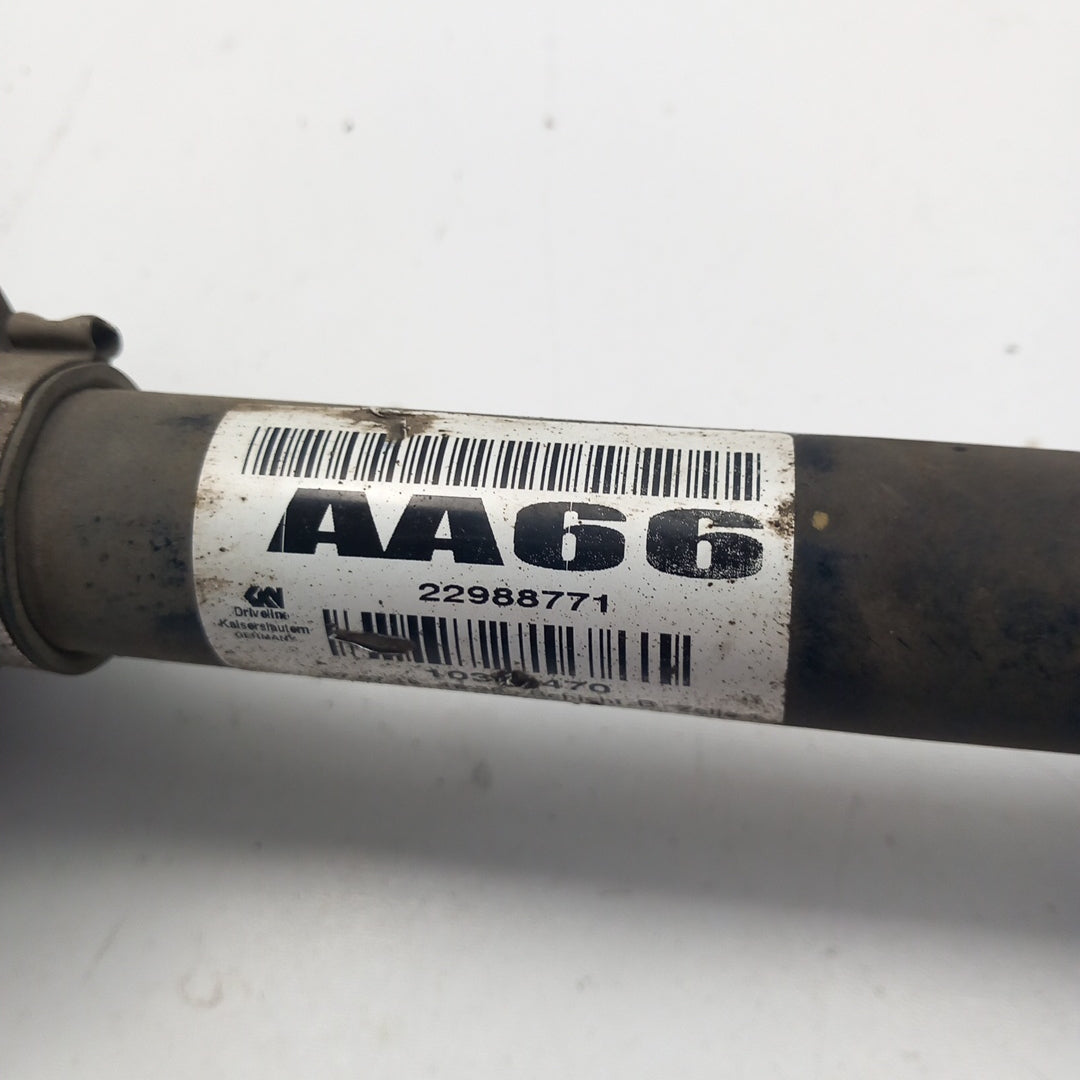 AA66
22988771
GKN
Driveline
Kaiserslautern
GERMANY